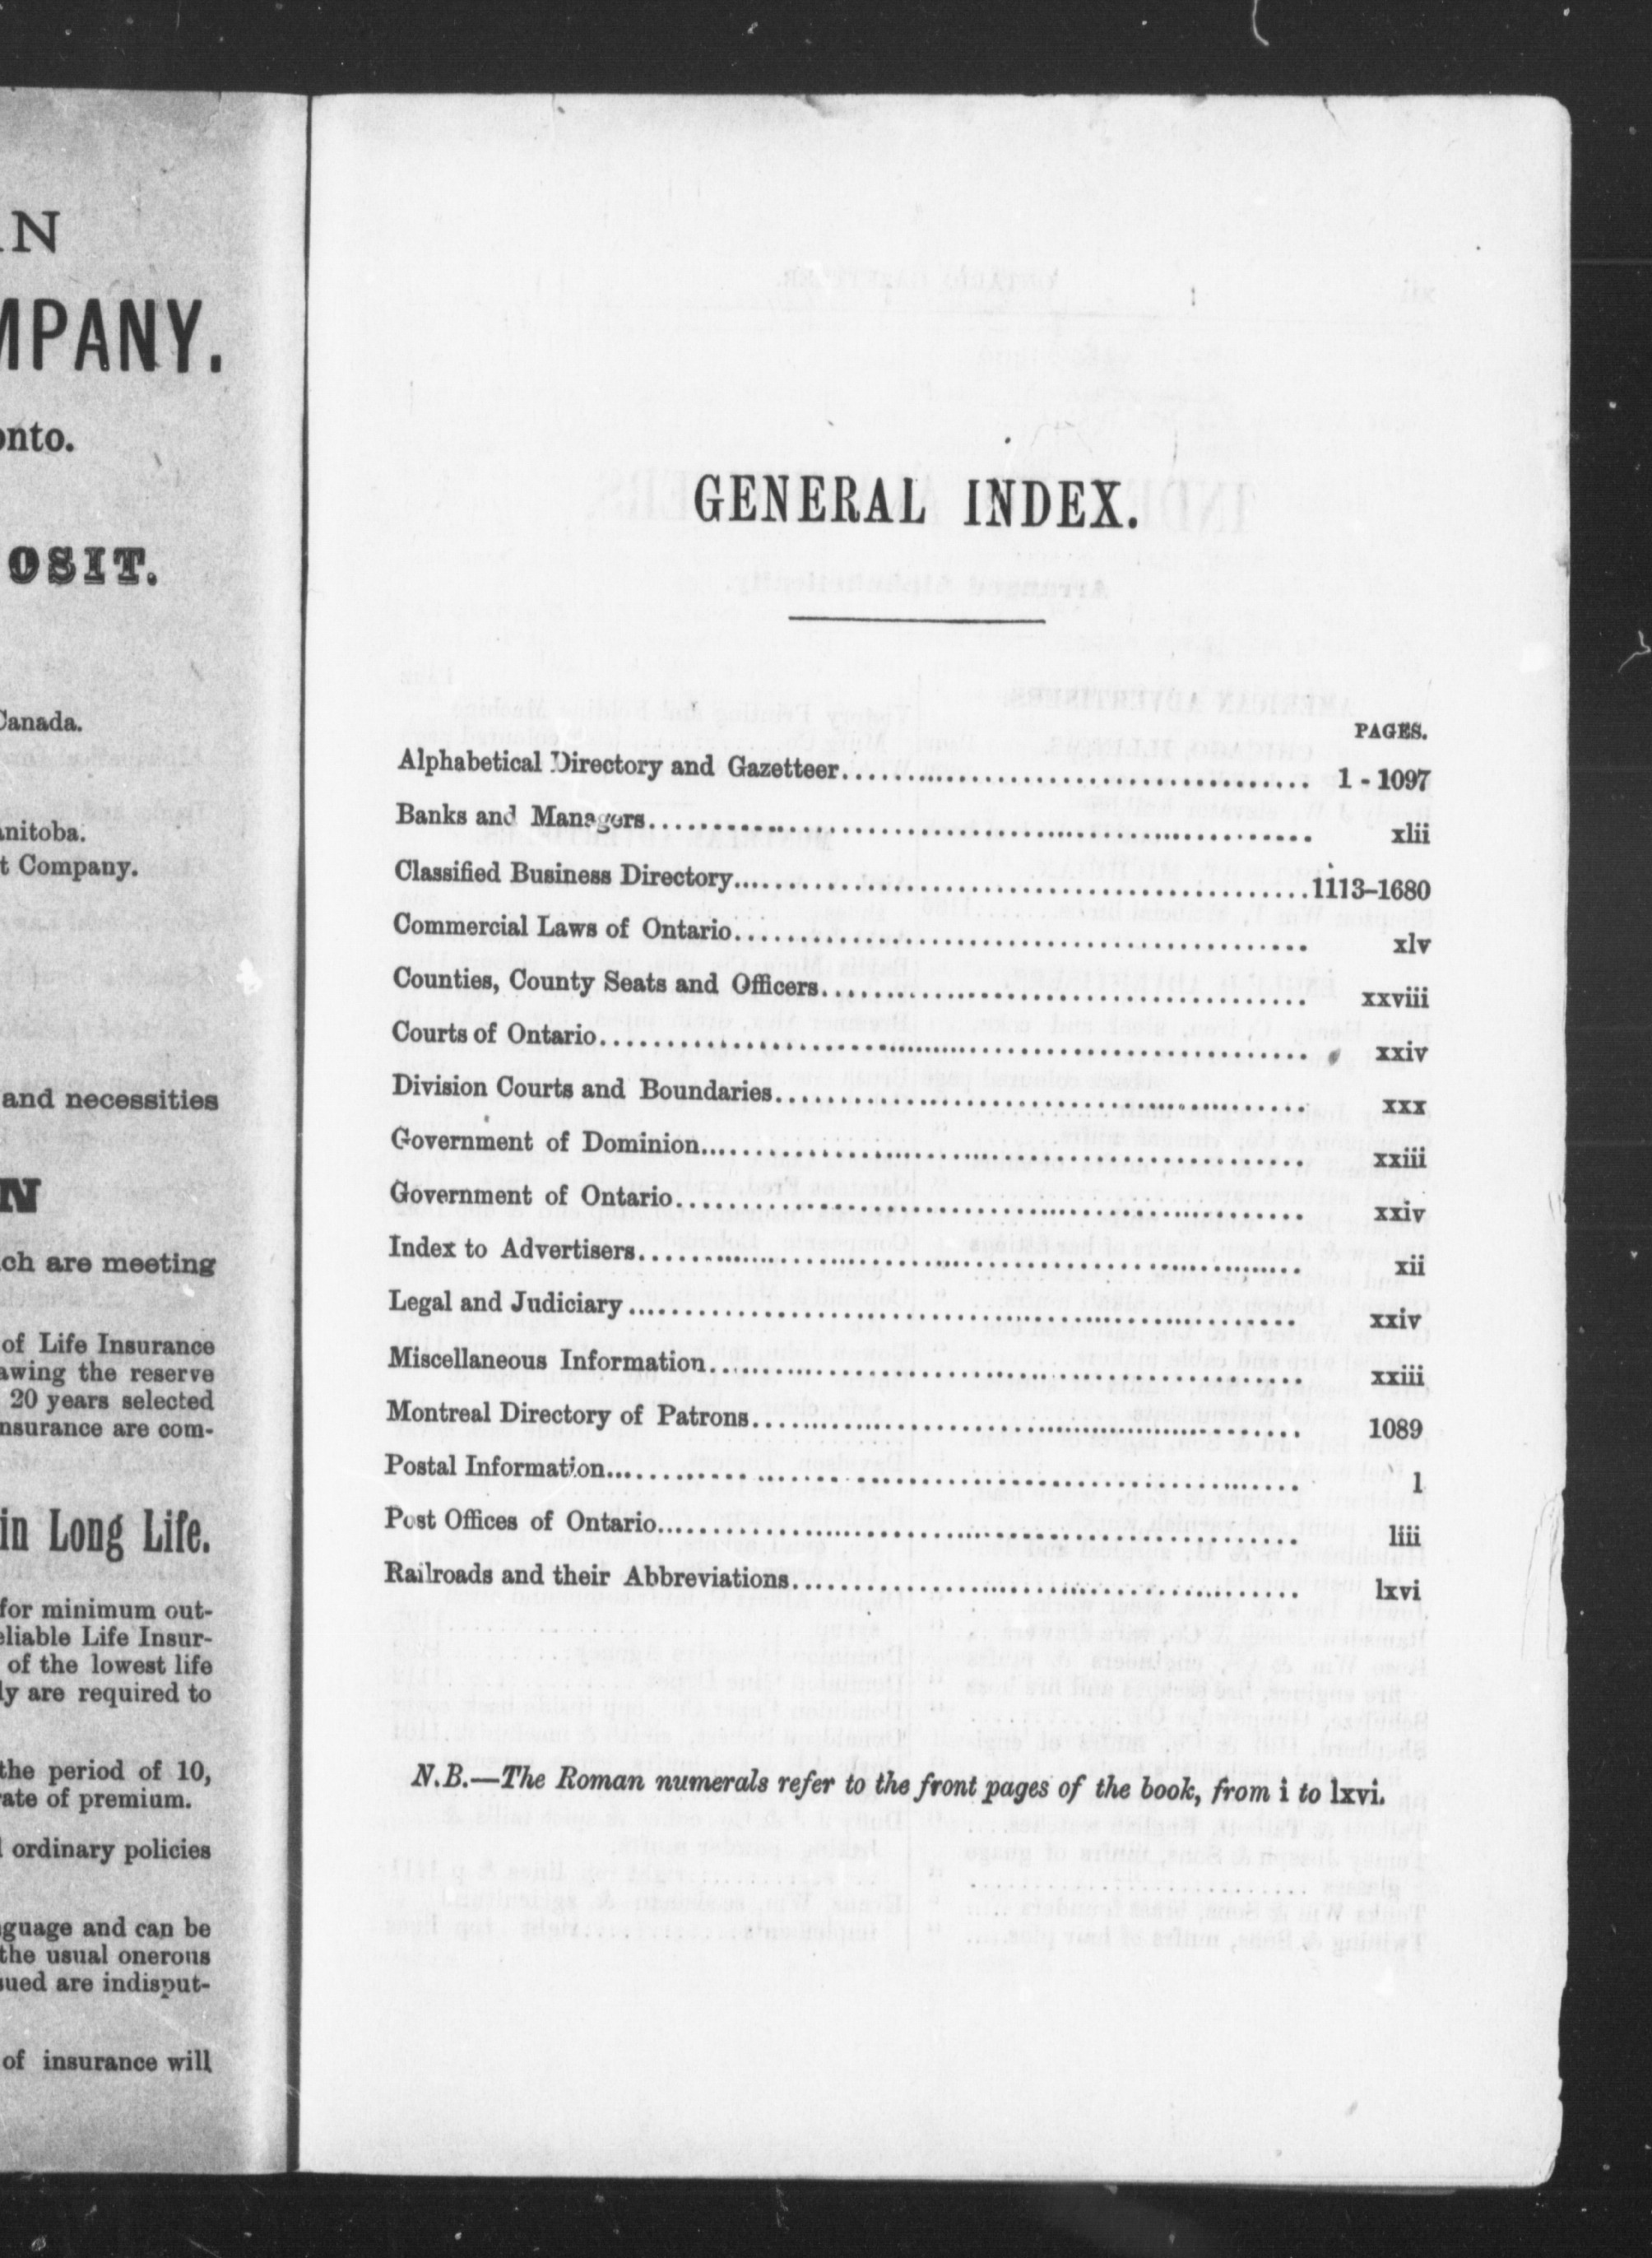 N
MPANY.
onto.
OSIT.
Canada.
anitoba.
t Company.
and necessities
N
ch are meeting
of Life Insurance
awing the reserve
20 years selected
nsurance are com-
in Long Life.
for minimum out-
eliable Life Insur-
of the lowest life
ly are required to
the period of 10,
ate of premium.
ordinary policies
guage and can be
the usual onerous
sued are indisput-
of insurance will
GENERAL INDEX.
PAGES.
Alphabetical Directory and Gazetteer.......... 1 - 1097
Banks and Managers.......... xlii
Classified Business Directory.......... 1113-1680
Commercial Laws of Ontario.......... xlv
Counties, County Seats and Officers.......... xxviii
Courts of Ontario.......... xxiv
Division Courts and Boundaries.......... xxx
Government of Dominion.......... xxiii
Government of Ontario.......... xxiv
Index to Advertisers.......... xii
Legal and Judiciary.......... xxiv
Miscellaneous Information.......... xxiii
Montreal Directory of Patrons.......... 1089
Postal Information.......... l
Post Offices of Ontario.......... liii
Railroads and their Abbreviations.......... lxvi
N.B.—The Roman numerals refer to the front pages of the book, from i to lxvi.